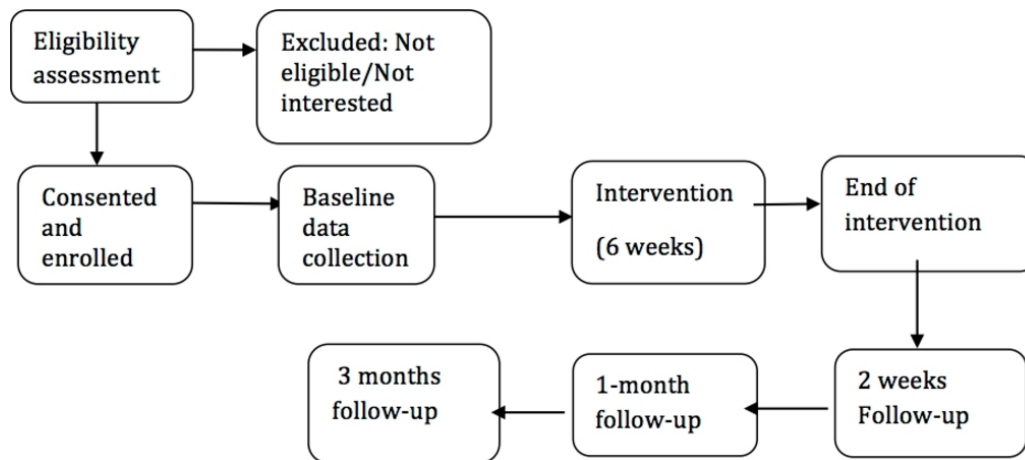 Eligibility
assessment
Excluded: Not
eligible/Not
interested
Consented
and
enrolled
Baseline
data
collection
Intervention
(6 weeks)
End of
intervention
2 weeks
Follow-up
1-month
follow-up
3 months
follow-up